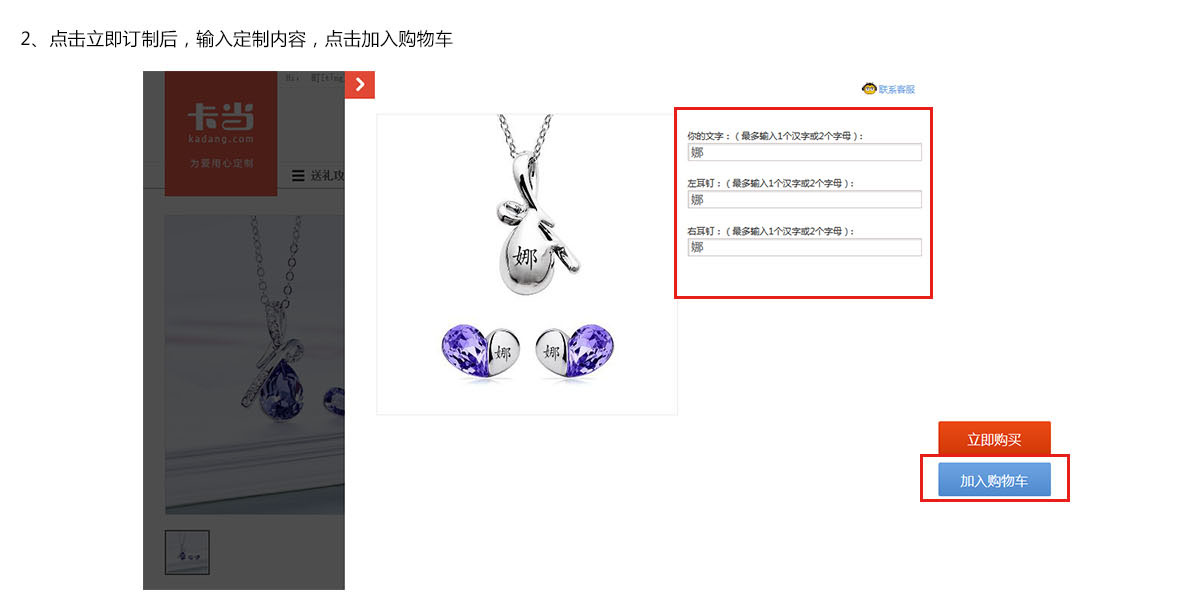 2、点击立即订制后，输入定制内容，点击加入购物车
Hi，
卡当
kadang.com
为爱用心定制
送礼攻
联系客服
你的文字：（最多输入1个汉字或2个字母）：
娜
左耳钉：（最多输入1个汉字或2个字母）：
娜
右耳钉：（最多输入1个汉字或2个字母）：
娜
娜
娜
娜
立即购买
加入购物车